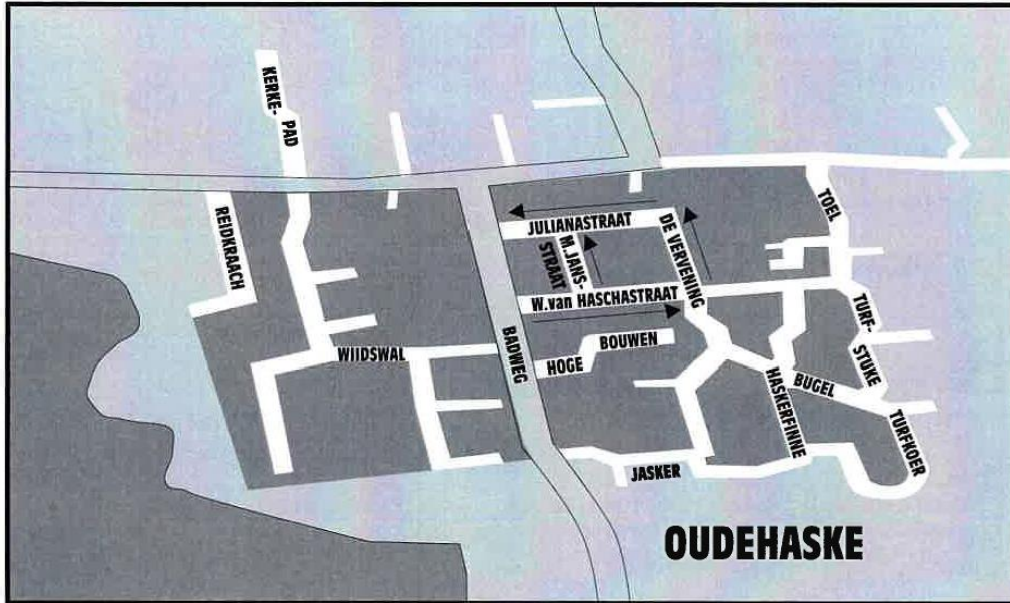 KERKE-
PAD
REIDKRAACH
JULIANASTRAAT
M.JANS-
STRAAT
DE VERVENING
TOEL
W.van HASCHASTRAAT
WIJDSWAL
BADWEG
HOGE
BOUWEN
TURF-
STUKE
BUGEL
HASKERFINNE
TURFKOER
JASKER
OUDEHASKE